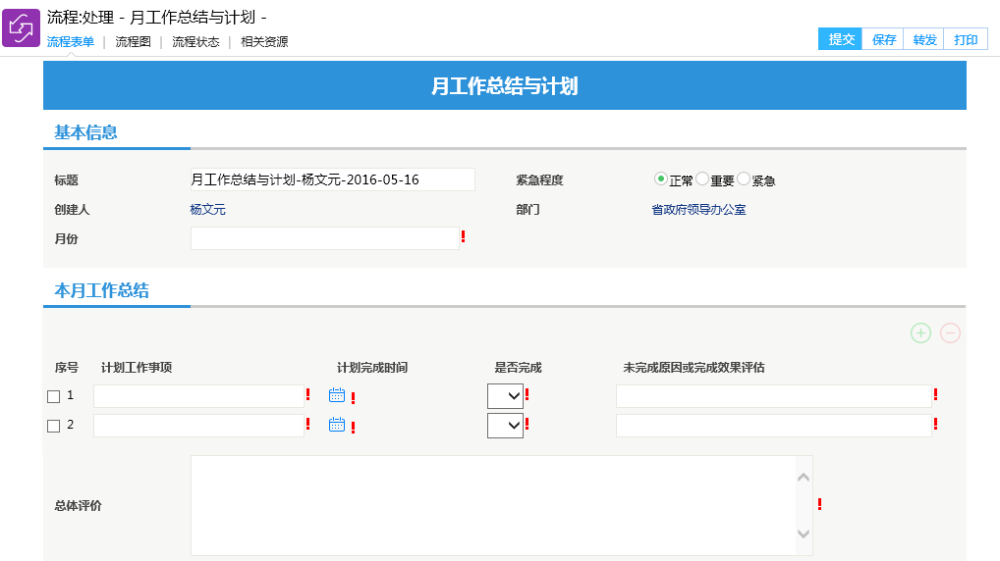 流程:处理 - 月工作总结与计划 -
流程表单 | 流程图 | 流程状态 | 相关资源
提交 保存 转发 打印
月工作总结与计划
基本信息
标题 月工作总结与计划-杨文元-2016-05-16 紧急程度 正常 重要 紧急
创建人 杨文元 部门 省政府领导办公室
月份 !
本月工作总结
序号 计划工作事项 计划完成时间 是否完成 未完成原因或完成效果评估
1 ! ! ! !
2 ! ! ! !
总体评价 !